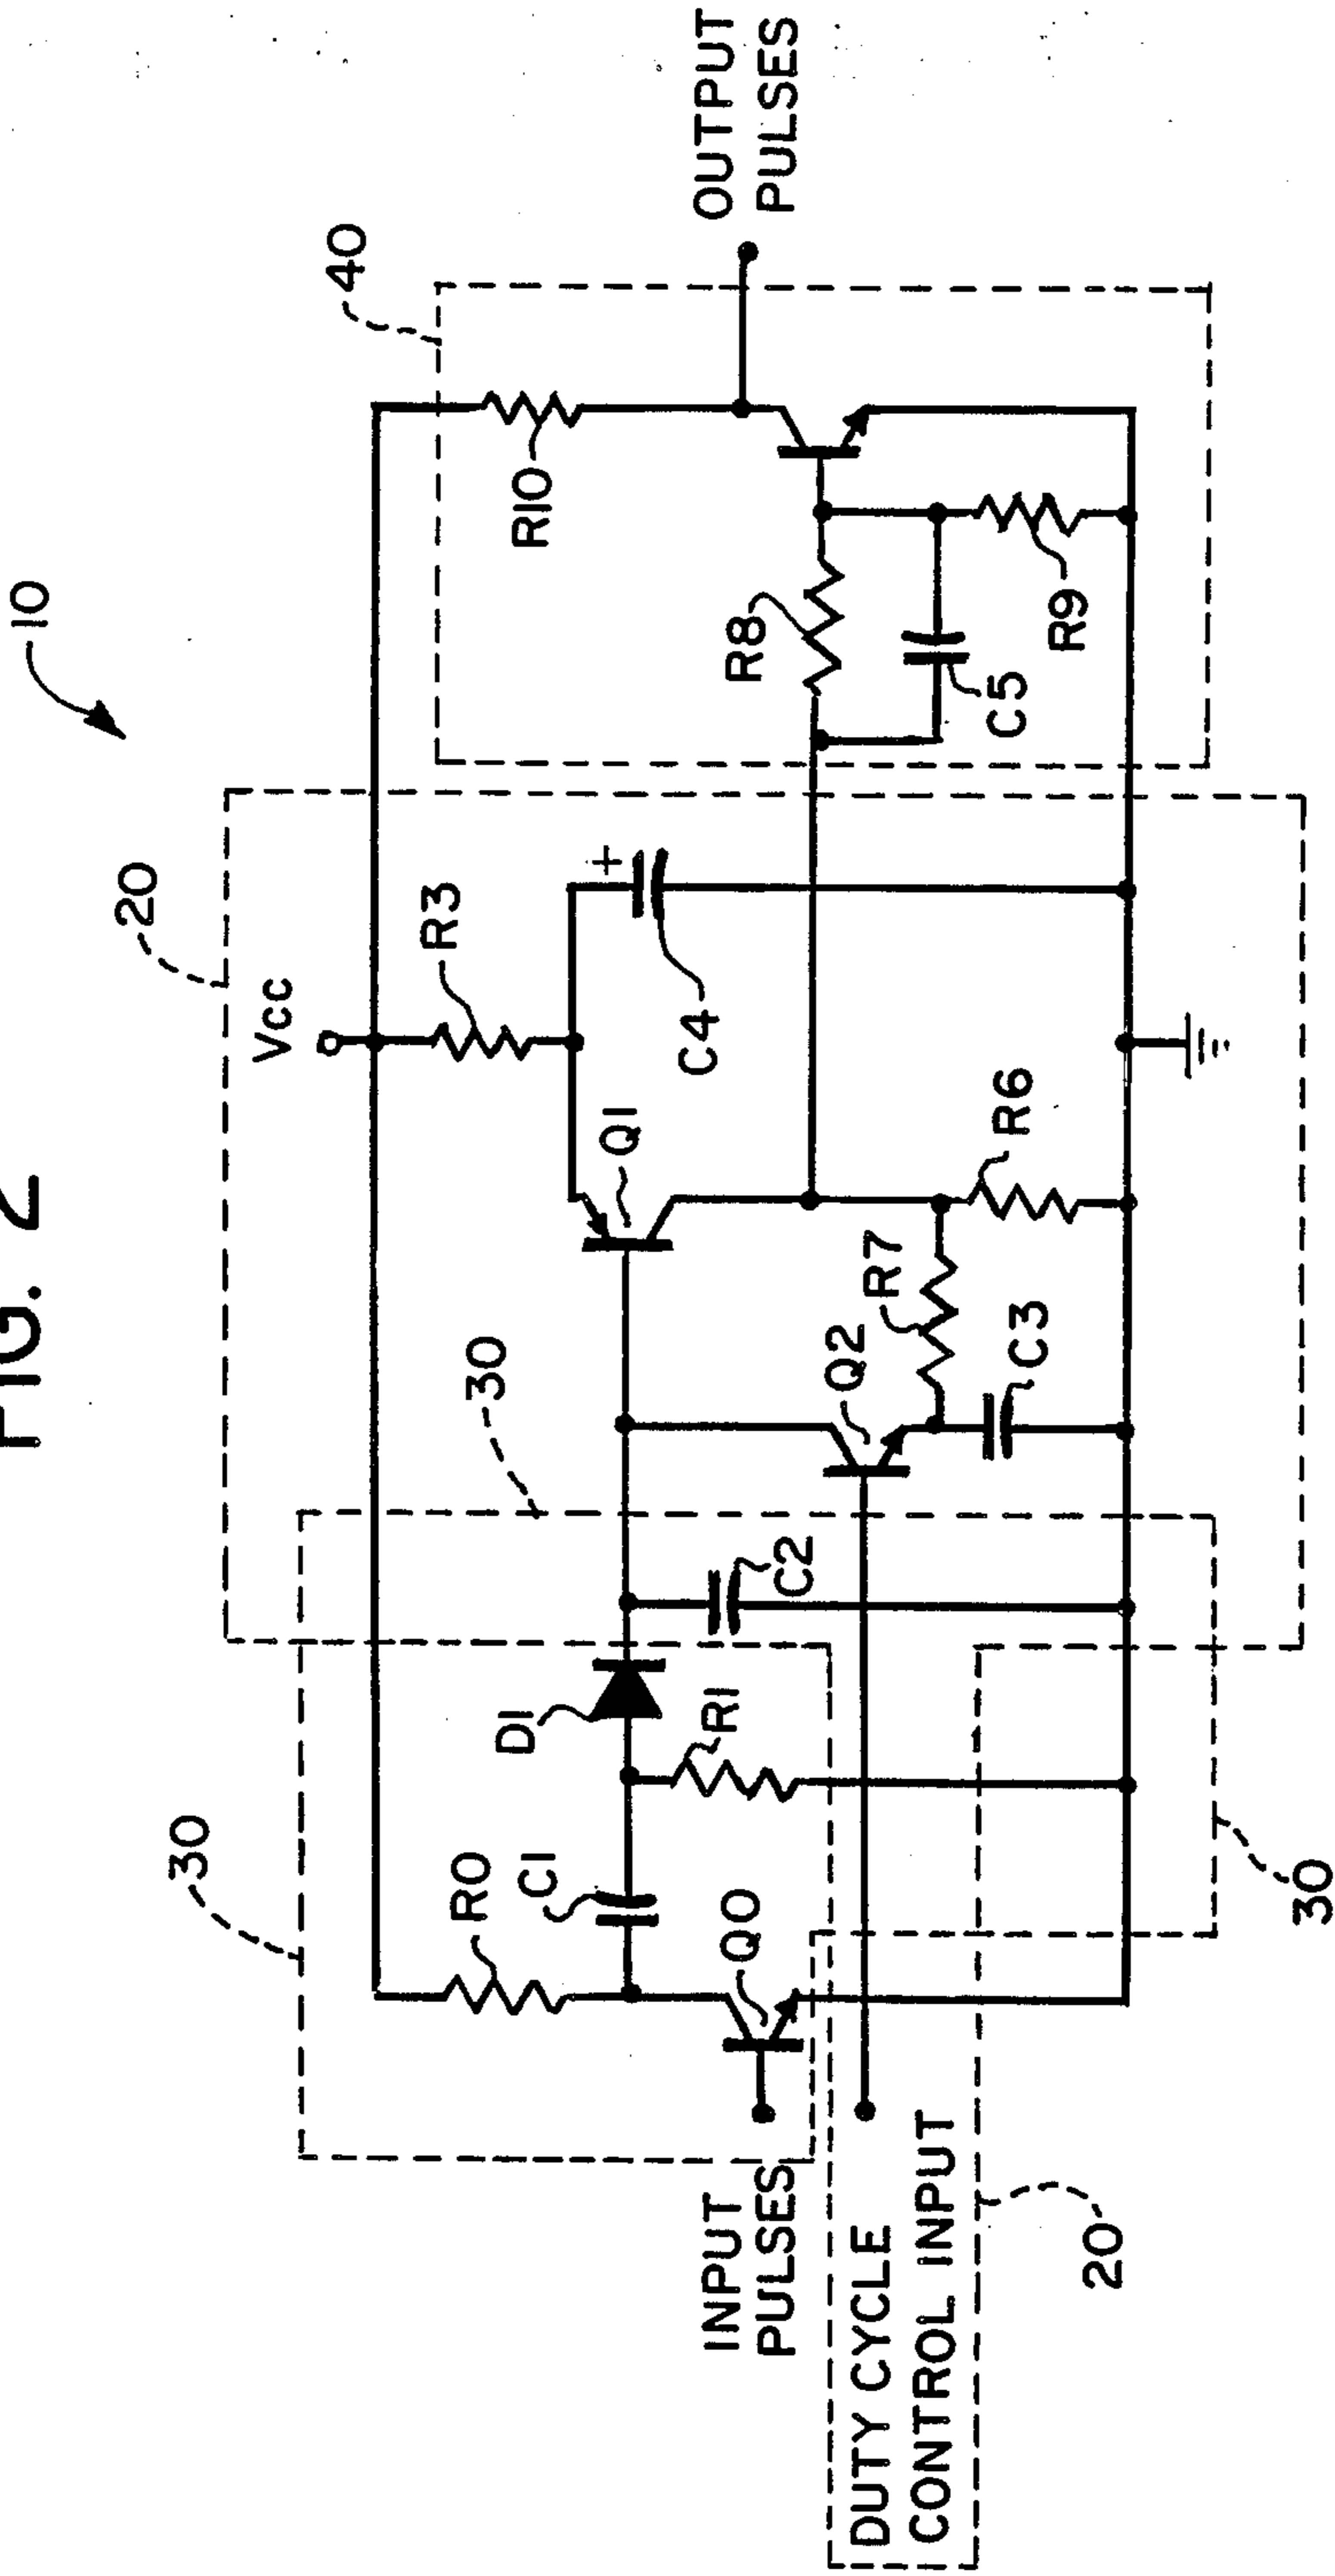 FIG. 2
10
20
30
30
40
Vcc
R0
C1
D1
R1
C2
Q0
Q1
Q2
R3
C4
R7
C3
R6
R8
C5
R9
R10
OUTPUT
PULSES
INPUT
PULSES
DUTY CYCLE
CONTROL INPUT
20
30